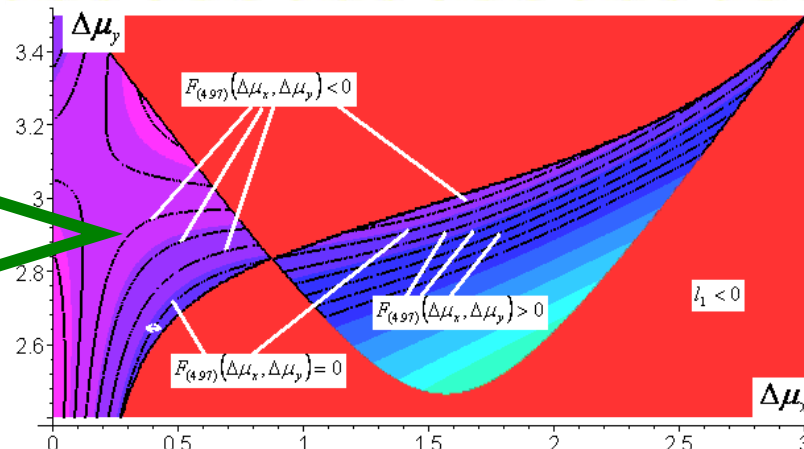 Δμ_y
3.4
F_(4.97)(Δμ_x, Δμ_y)<0
3.2
3
2.8
l_1 < 0
F_(4.97)(Δμ_x, Δμ_y)>0
2.6
F_(4.97)(Δμ_x, Δμ_y)=0
Δμ_x
0 0.5 1 1.5 2 2.5 3